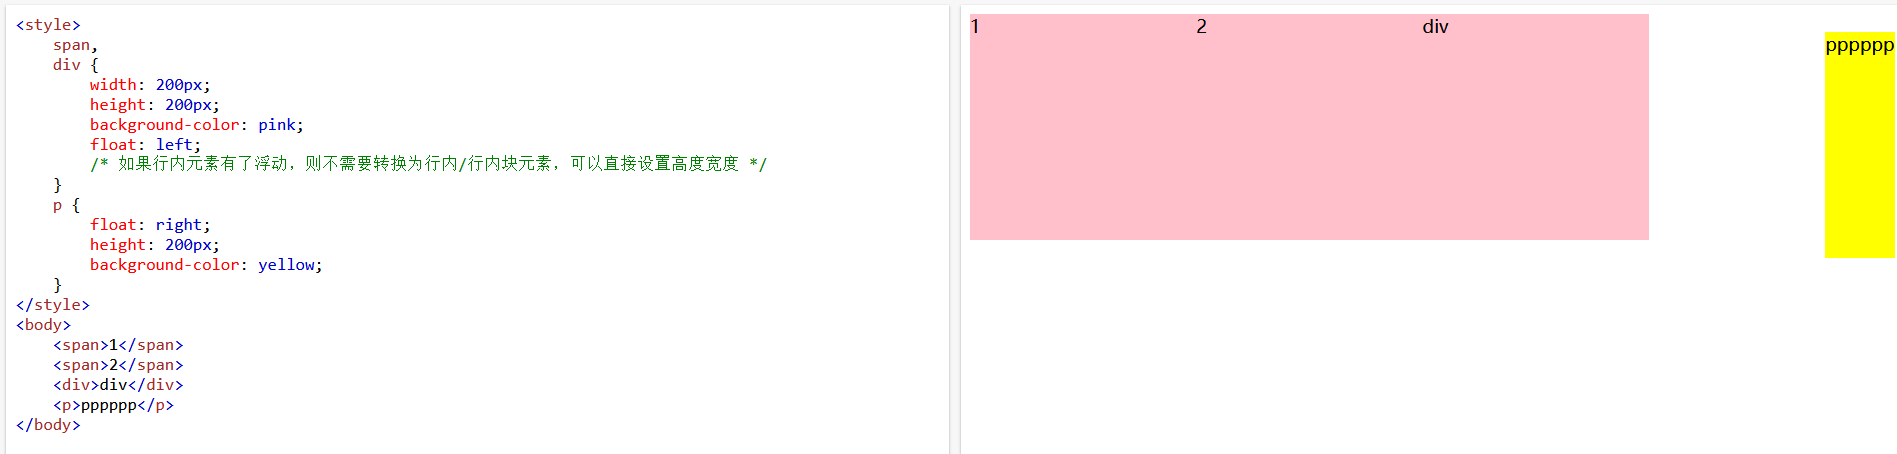 <style>
    span,
    div {
        width: 200px;
        height: 200px;
        background-color: pink;
        float: left;
        /* 如果行内元素有了浮动，则不需要转换为行内/行内块元素，可以直接设置高度宽度 */
    }
    p {
        float: right;
        height: 200px;
        background-color: yellow;
    }
</style>
<body>
    <span>1</span>
    <span>2</span>
    <div>div</div>
    <p>pppppp</p>
</body>
1 2 div
pppppp